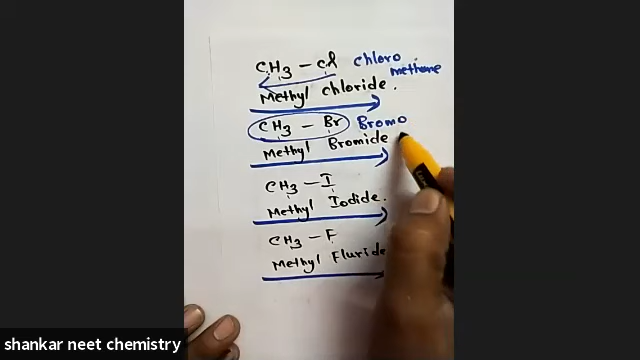 CH3 - Cl chloro
methane
Methyl chloride.
CH3 - Br Bromo
Methyl Bromide
CH3 - I
Methyl Iodide.
CH3 - F
Methyl Fluride
shankar neet chemistry